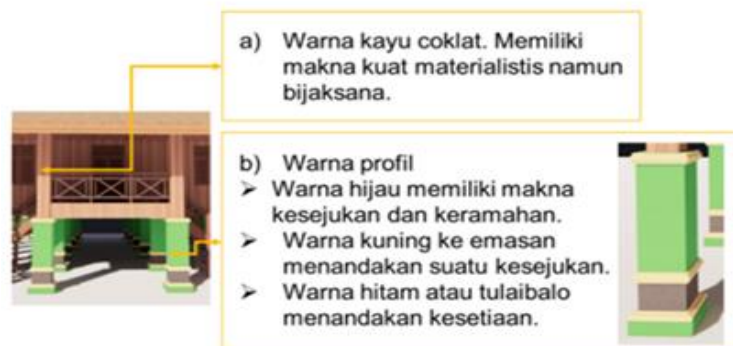 a) Warna kayu coklat. Memiliki
makna kuat materialistis namun
bijaksana.
b) Warna profil
➢ Warna hijau memiliki makna
kesejukan dan keramahan.
➢ Warna kuning ke emasan
menandakan suatu kesejukan.
➢ Warna hitam atau tulaibalo
menandakan kesetiaan.